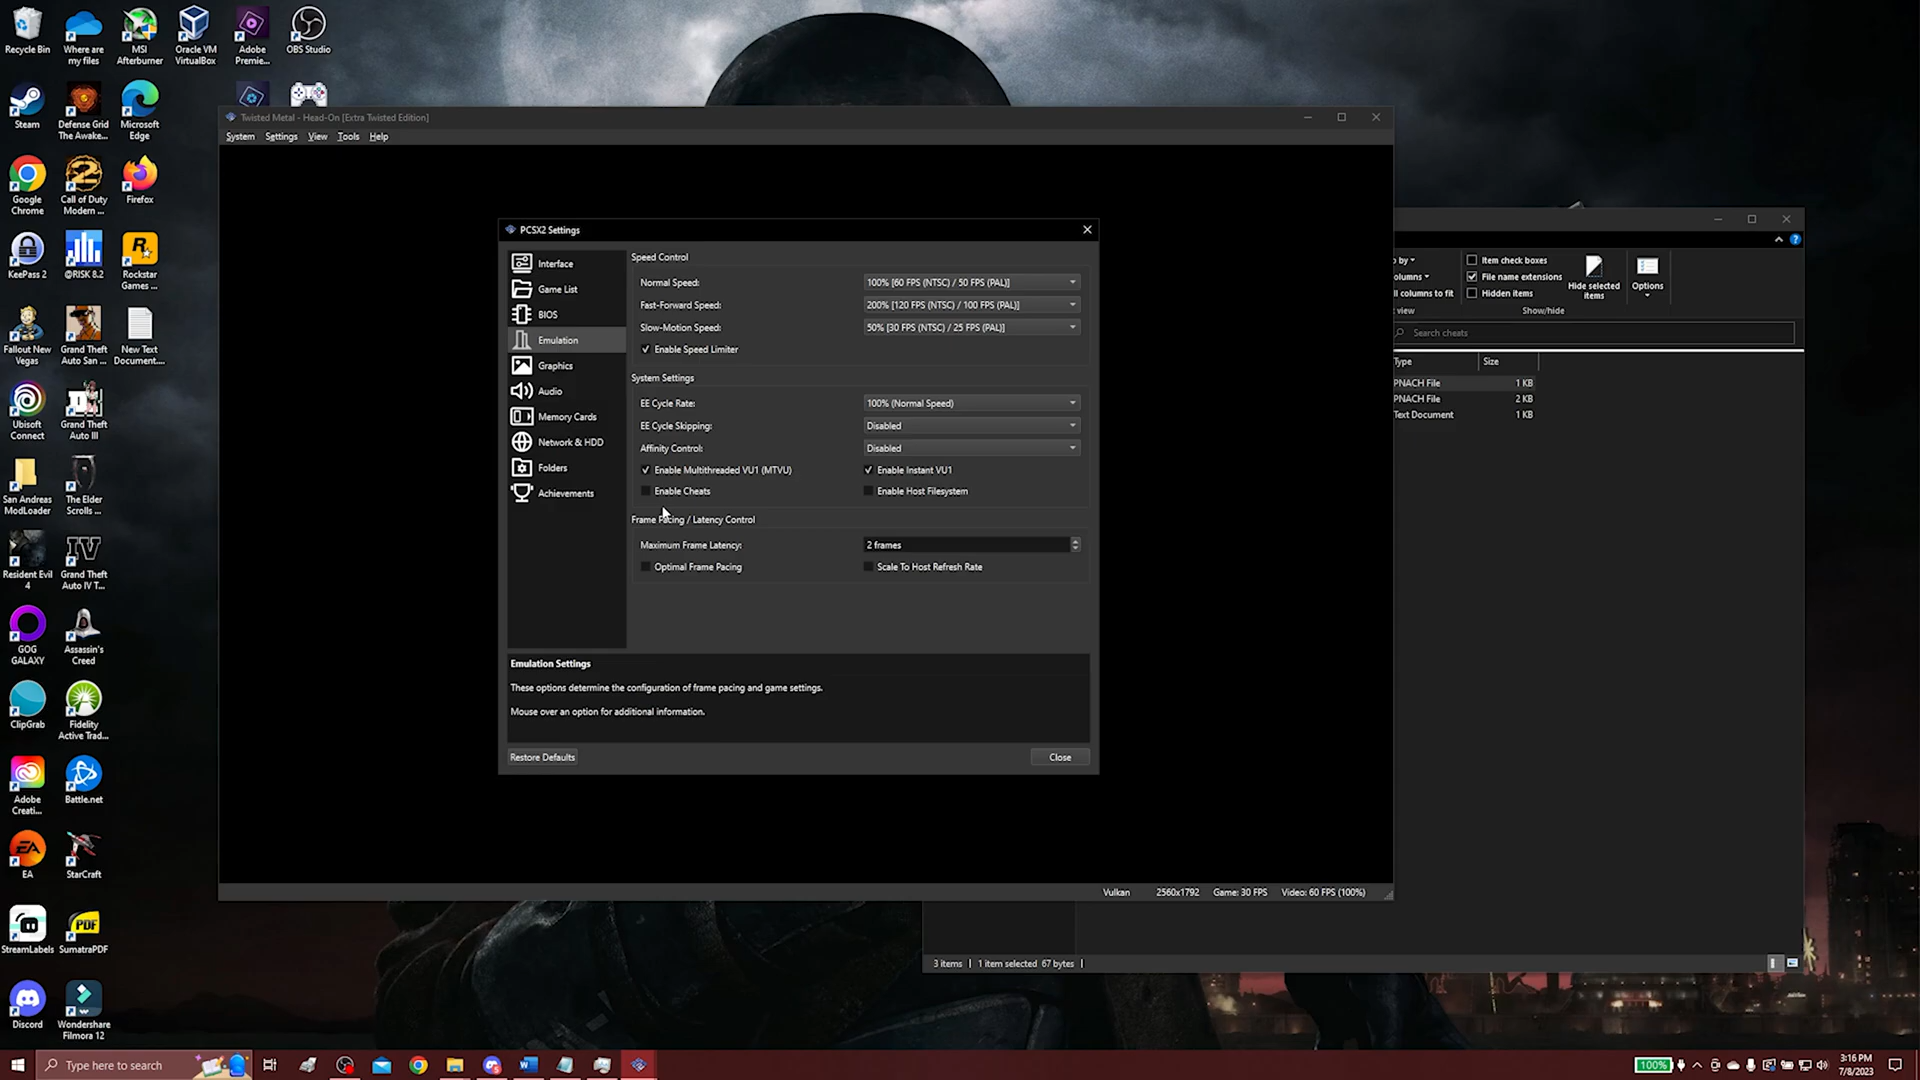 Recycle Bin
Where are
my files
MSI
Afterburner
Oracle VM
VirtualBox
Adobe
Premie...
OBS Studio
Steam
Defense Grid
The Awake...
Microsoft
Edge
Google
Chrome
Call of Duty
Modern ...
Firefox
KeePass 2
@RISK 8.2
Rockstar
Games ...
Fallout New
Vegas
Grand Theft
Auto San ...
New Text
Document....
Ubisoft
Connect
Grand Theft
Auto III
San Andreas
ModLoader
The Elder
Scrolls ...
Resident Evil
4
Grand Theft
Auto IV T...
GOG
GALAXY
Assassin's
Creed
ClipGrab
Fidelity
Active Trad...
Adobe
Creati...
Battle.net
EA
StarCraft
StreamLabels
SumatraPDF
Discord
Wondershare
Filmora 12
Twisted Metal - Head-On [Extra Twisted Edition]
System Settings View Tools Help
PCSX2 Settings
Interface
Game List
BIOS
Emulation
Graphics
Audio
Memory Cards
Network & HDD
Folders
Achievements
Speed Control
Normal Speed: 100% [60 FPS (NTSC) / 50 FPS (PAL)]
Fast-Forward Speed: 200% [120 FPS (NTSC) / 100 FPS (PAL)]
Slow-Motion Speed: 50% [30 FPS (NTSC) / 25 FPS (PAL)]
Enable Speed Limiter
System Settings
EE Cycle Rate: 100% (Normal Speed)
EE Cycle Skipping: Disabled
Affinity Control: Disabled
Enable Multithreaded VU1 (MTVU) Enable Instant VU1
Enable Cheats Enable Host Filesystem
Frame Pacing / Latency Control
Maximum Frame Latency: 2 frames
Optimal Frame Pacing Scale To Host Refresh Rate
Emulation Settings
These options determine the configuration of frame pacing and game settings.
Mouse over an option for additional information.
Restore Defaults Close
Vulkan 2560x1792 Game: 30 FPS Video: 60 FPS (100%)
p by
olumns
ll columns to fit
t view
Item check boxes
File name extensions
Hidden items
Hide selected
items
Options
Show/hide
Search cheats
Type Size
PNACH File 1 KB
PNACH File 2 KB
Text Document 1 KB
3 items 1 item selected 67 bytes
Type here to search
100%
3:16 PM
7/8/2023